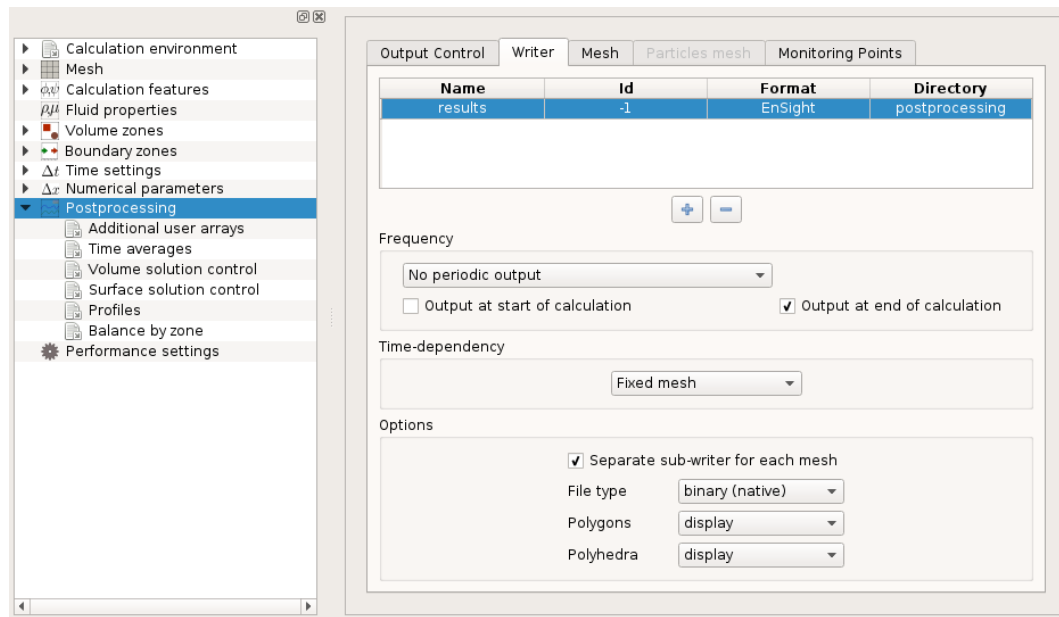 Calculation environment
Mesh
ϕ,ψ Calculation features
ρ,μ Fluid properties
Volume zones
Boundary zones
Δt Time settings
Δx Numerical parameters
Postprocessing
Additional user arrays
Time averages
Volume solution control
Surface solution control
Profiles
Balance by zone
Performance settings
Output Control Writer Mesh Particles mesh Monitoring Points
Name Id Format Directory
results -1 EnSight postprocessing
Frequency
No periodic output
Output at start of calculation Output at end of calculation
Time-dependency
Fixed mesh
Options
Separate sub-writer for each mesh
File type binary (native)
Polygons display
Polyhedra display